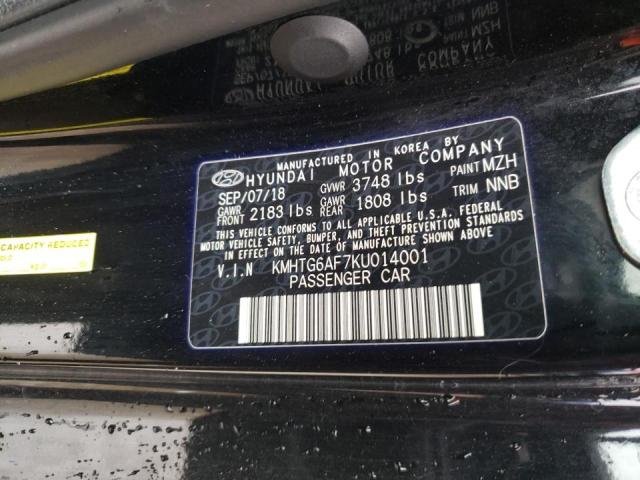 MANUFACTURED IN KOREA BY
HYUNDAI MOTOR COMPANY
SEP/07/18 GVWR 3748 lbs PAINT MZH
GAWR FRONT 2183 lbs GAWR REAR 1808 lbs TRIM NNB
THIS VEHICLE CONFORMS TO ALL APPLICABLE U.S.A. FEDERAL
MOTOR VEHICLE SAFETY, BUMPER, AND THEFT PREVENTION STANDARDS
IN EFFECT ON THE DATE OF MANUFACTURE SHOWN ABOVE.
V.I.N KMHTG6AF7KU014001
PASSENGER CAR
CAPACITY REDUCED